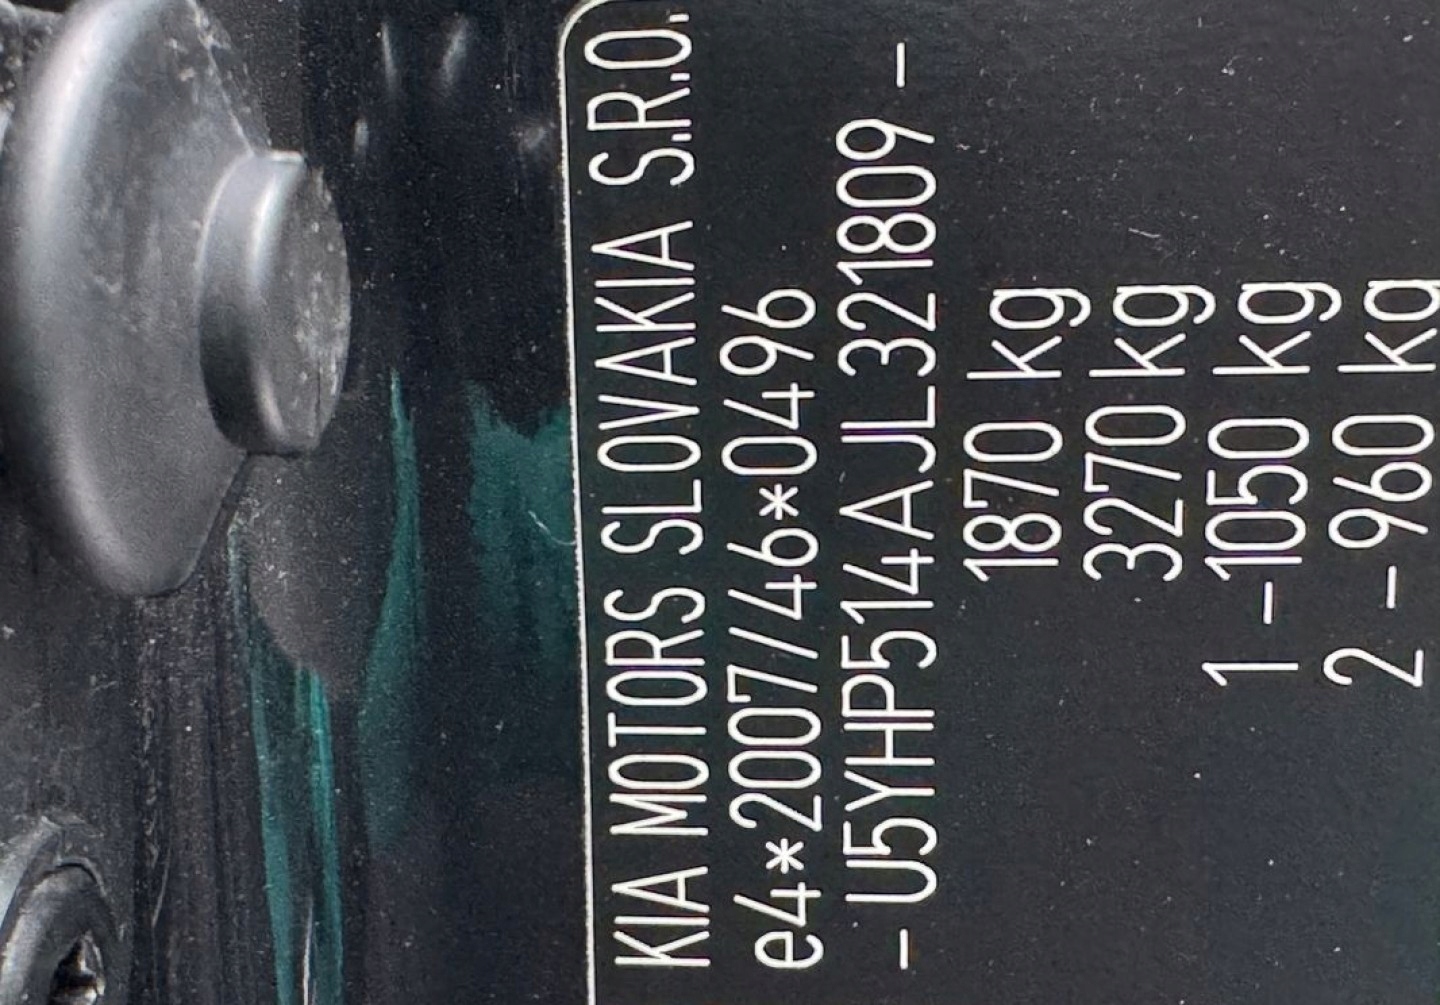 KIA MOTORS SLOVAKIA S.R.O.
e4*2007/46*0496
- U5YHP514AJL321809 -
1870 kg
3270 kg
1 - 1050 kg
2 - 960 kg